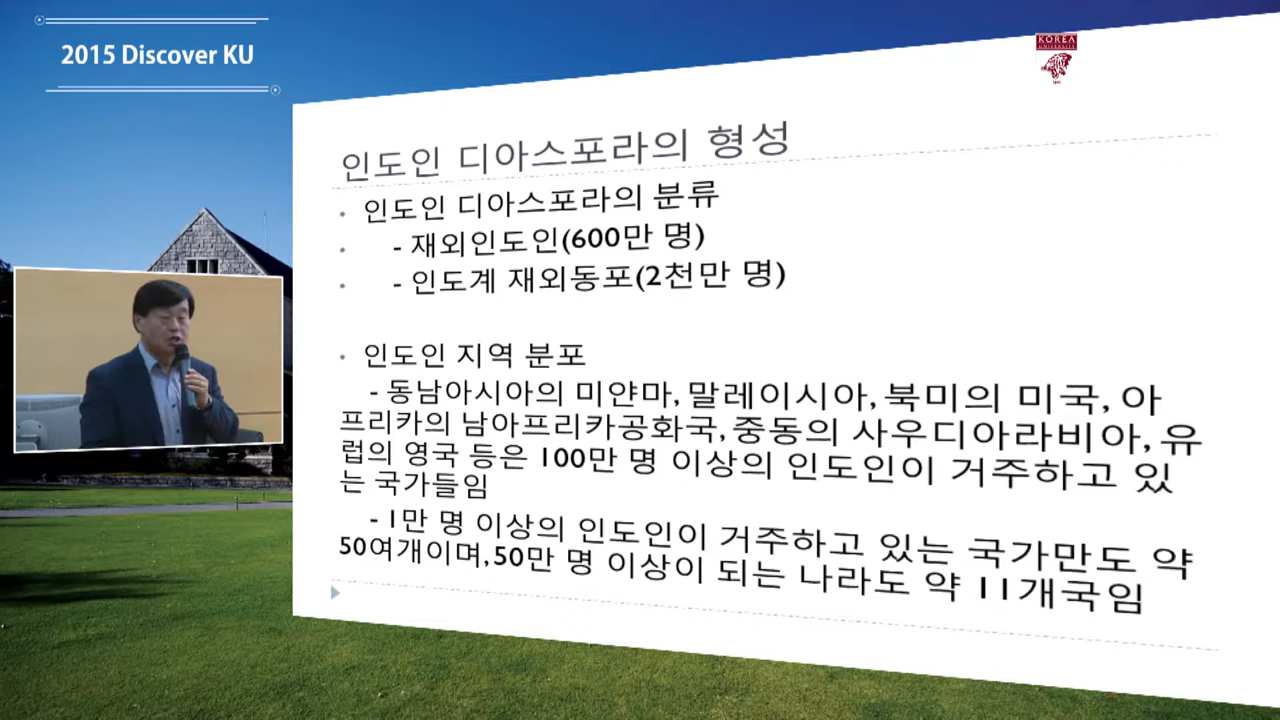 2015 Discover KU
KOREA
UNIVERSITY
인도인 디아스포라의 형성
• 인도인 디아스포라의 분류
• - 재외인도인(600만 명)
• - 인도계 재외동포(2천만 명)
• 인도인 지역 분포
- 동남아시아의 미얀마, 말레이시아, 북미의 미국, 아
프리카의 남아프리카공화국, 중동의 사우디아라비아, 유
럽의 영국 등은 100만 명 이상의 인도인이 거주하고 있
는 국가들임
- 1만 명 이상의 인도인이 거주하고 있는 국가만도 약
50여개이며, 50만 명 이상이 되는 나라도 약 11개국임